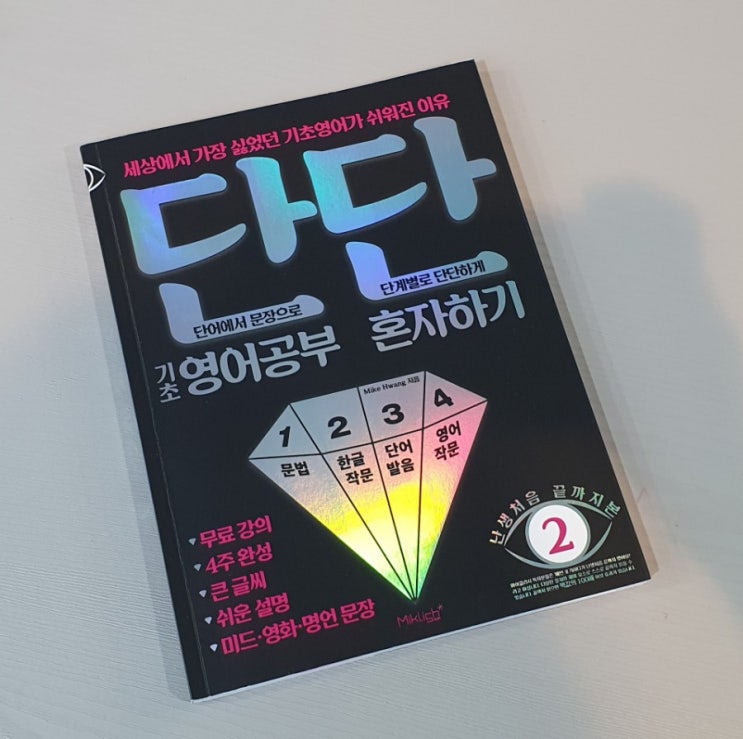 세상에서 가장 싫었던 기초영어가 쉬워진 이유
단단
단어에서 문장으로
단계별로 단단하게
기초 영어공부 혼자하기
Mike Hwang 지음
1 2 3 4
문법
한글 작문
단어 발음
영어 작문
무료 강의
4주 완성
큰 글씨
쉬운 설명
미드·영화·명언 문장
난생처음 끝까지본
2
Miklish